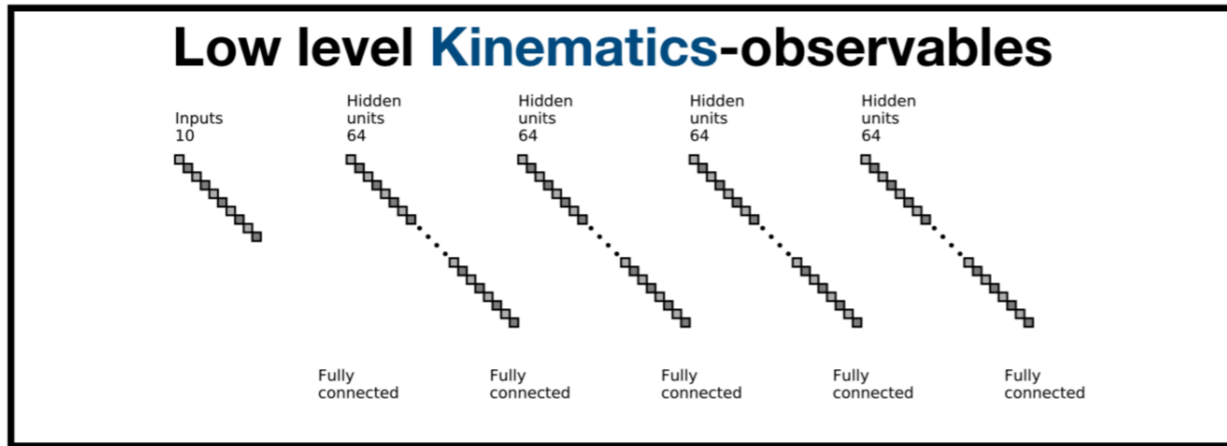 Low level Kinematics-observables
Inputs
10
Hidden
units
64
Hidden
units
64
Hidden
units
64
Hidden
units
64
Fully
connected
Fully
connected
Fully
connected
Fully
connected
Fully
connected